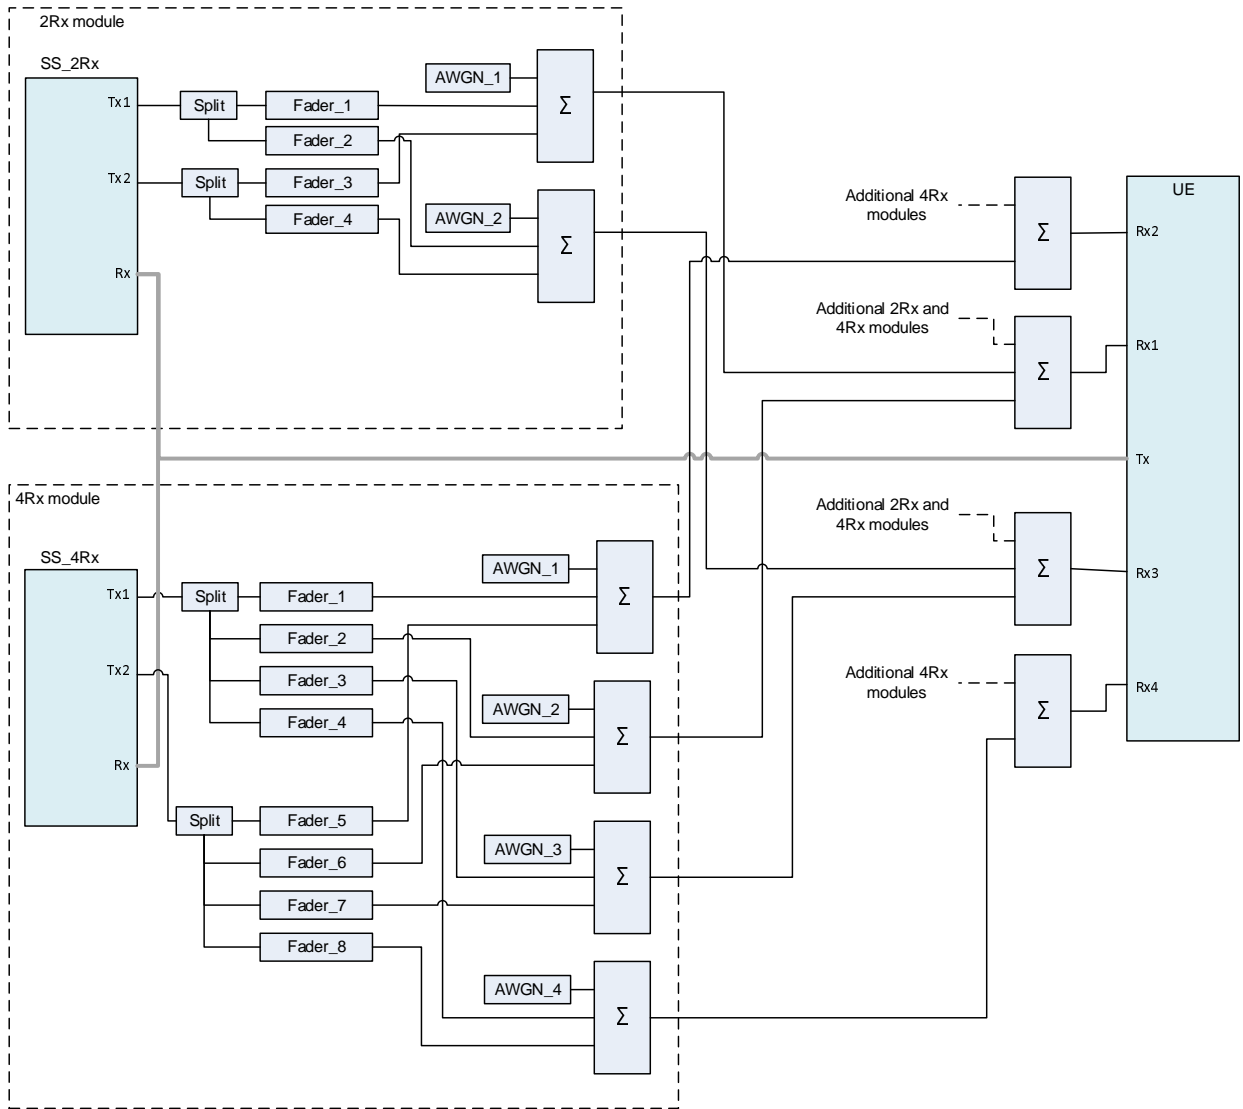 2Rx module
SS_2Rx
Tx1
Tx2
Rx
Split
Fader_1
Fader_2
Split
Fader_3
Fader_4
AWGN_1
Σ
AWGN_2
Σ
4Rx module
SS_4Rx
Tx1
Tx2
Rx
Split
Fader_1
Fader_2
Fader_3
Fader_4
Split
Fader_5
Fader_6
Fader_7
Fader_8
AWGN_1
Σ
AWGN_2
Σ
AWGN_3
Σ
AWGN_4
Σ
Additional 4Rx
modules
Σ
Additional 2Rx and
4Rx modules
Σ
Additional 2Rx and
4Rx modules
Σ
Additional 4Rx
modules
Σ
UE
Rx2
Rx1
Tx
Rx3
Rx4